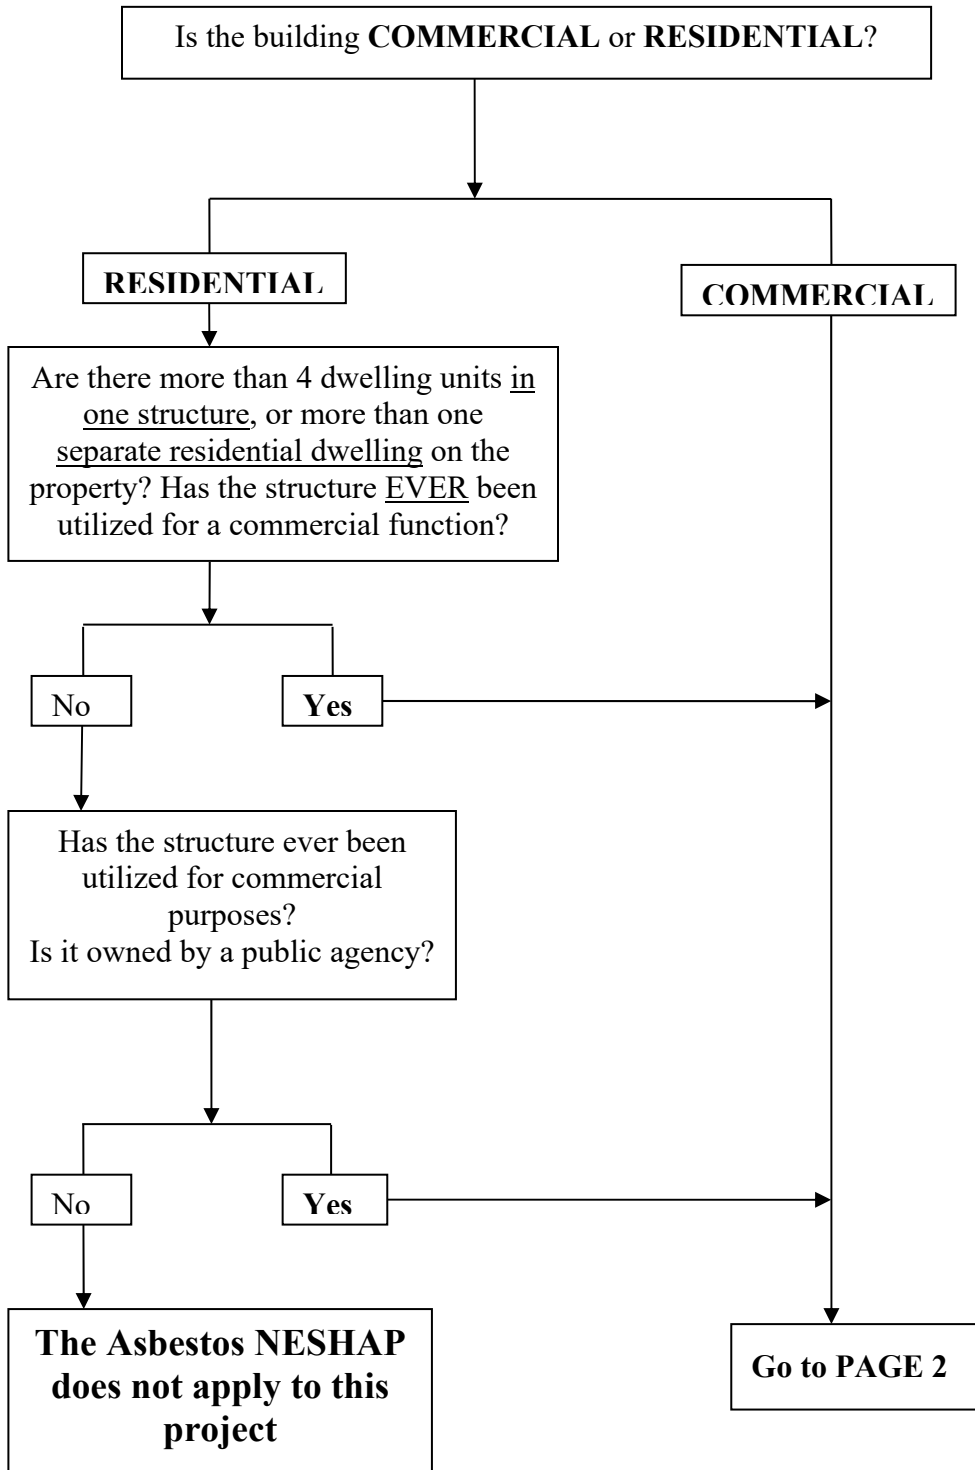 Is the building COMMERCIAL or RESIDENTIAL?
RESIDENTIAL
COMMERCIAL
Are there more than 4 dwelling units in
one structure, or more than one
separate residential dwelling on the
property? Has the structure EVER been
utilized for a commercial function?
No
Yes
Has the structure ever been
utilized for commercial
purposes?
Is it owned by a public agency?
No
Yes
The Asbestos NESHAP
does not apply to this
project
Go to PAGE 2